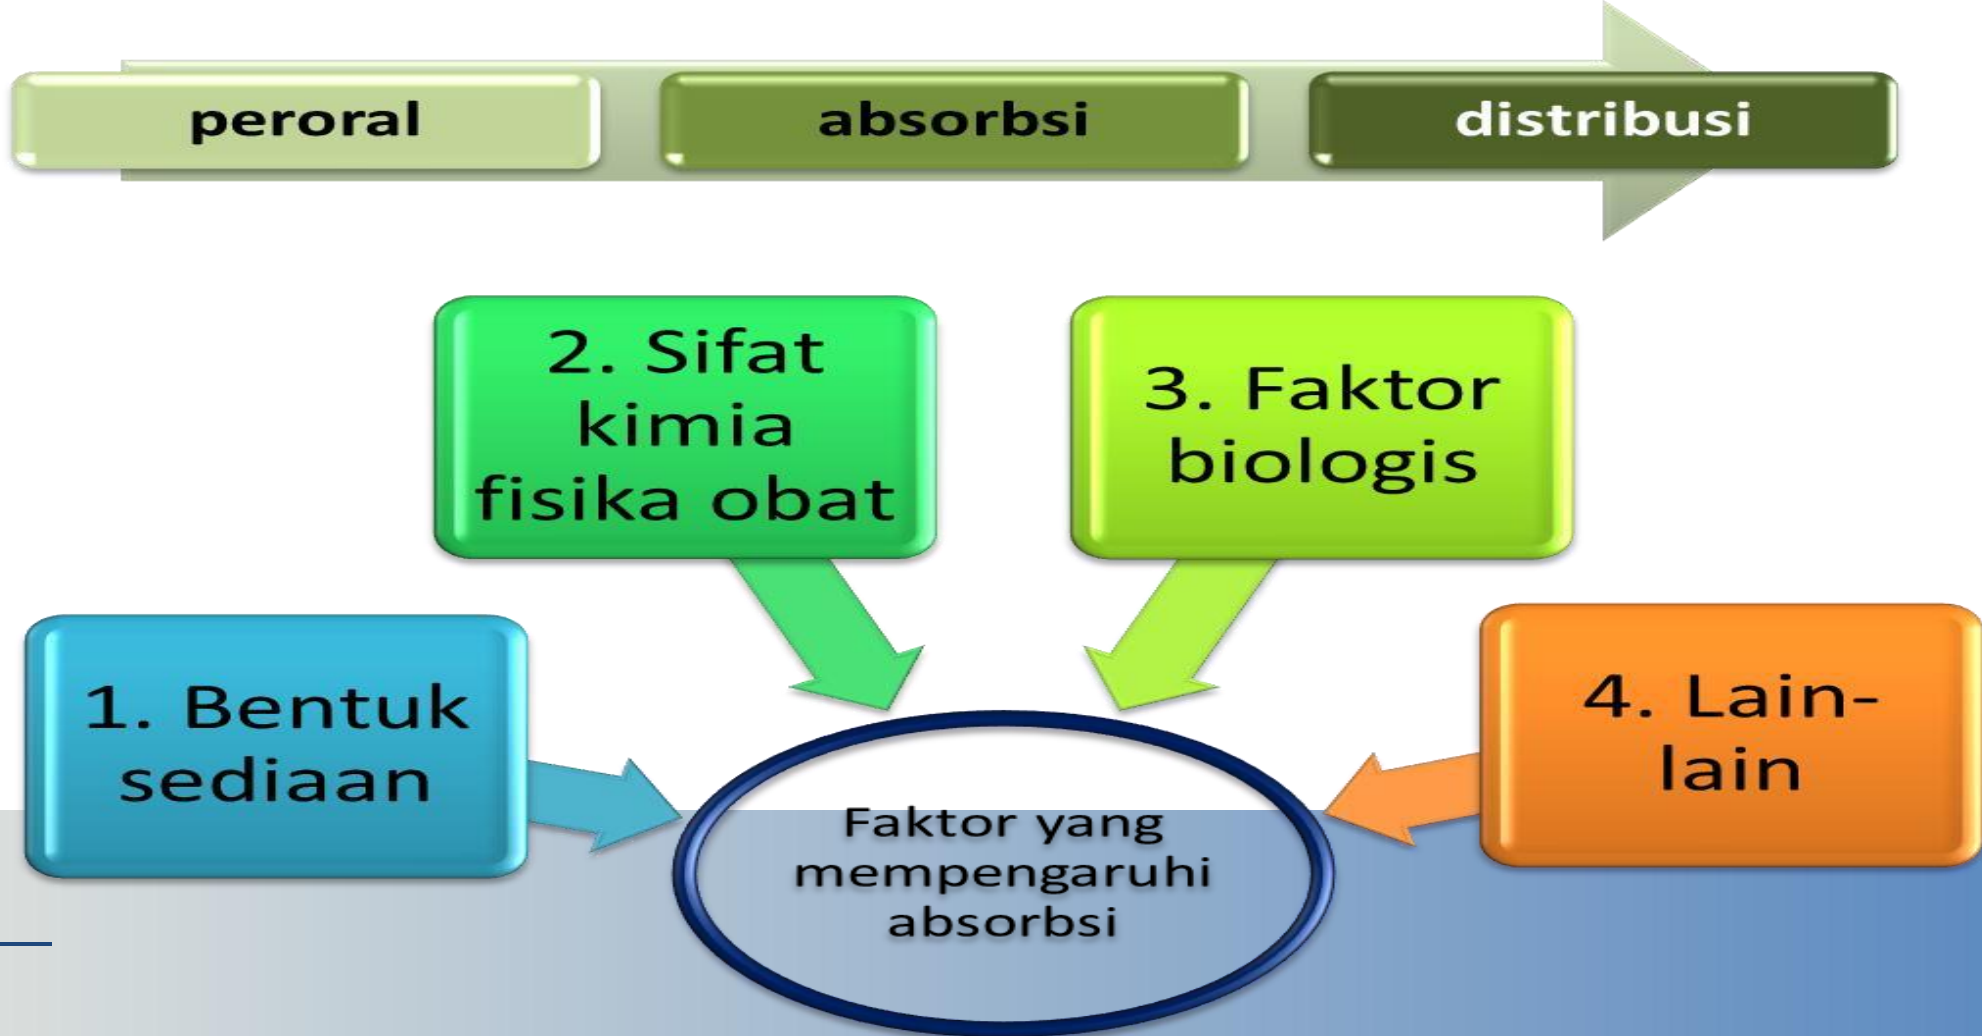 peroral
absorbsi
distribusi
2. Sifat
kimia
fisika obat
3. Faktor
biologis
1. Bentuk
sediaan
4. Lain-
lain
Faktor yang
mempengaruhi
absorbsi